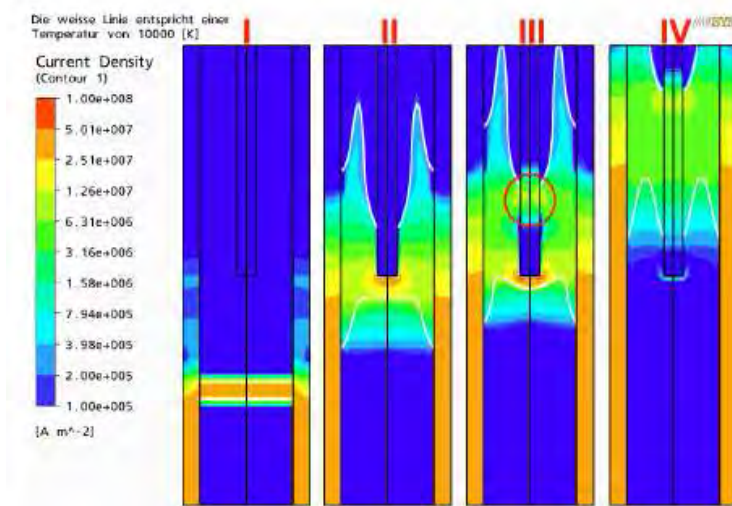 Die weisse Linie entspricht einer
Temperatur von 10000 [K]
I
II
III
IV
Current Density
(Contour 1)
1.00e+008
5.01e+007
2.51e+007
1.26e+007
6.31e+006
3.16e+006
1.58e+006
7.94e+005
3.98e+005
2.00e+005
1.00e+005
[A m^-2]